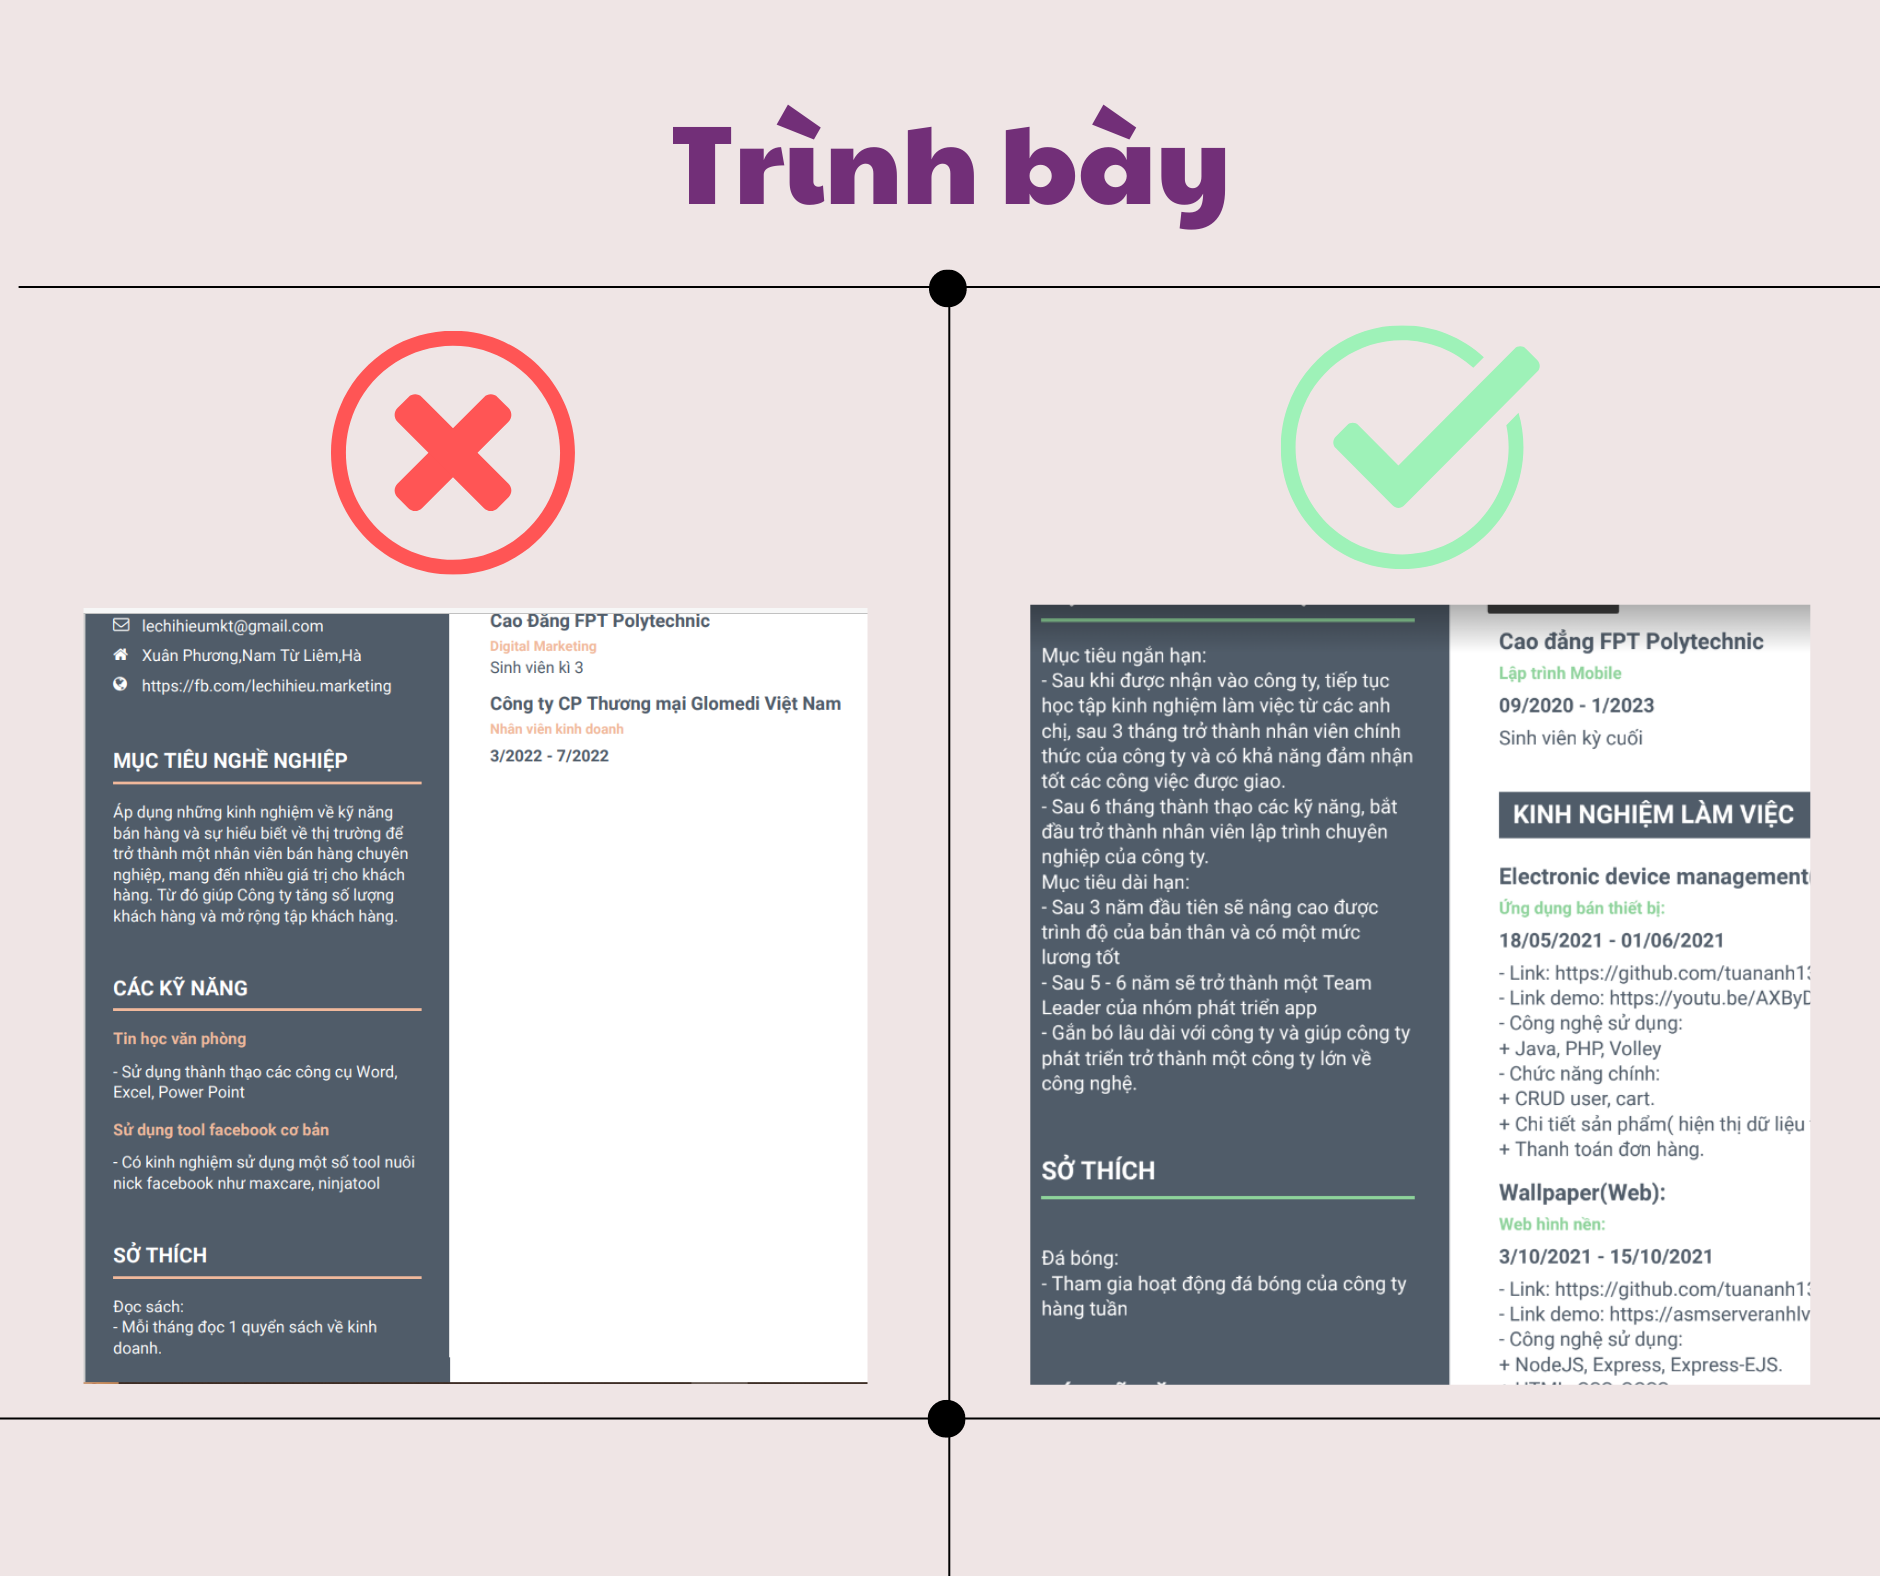 Trình bày
lechihieumkt@gmail.com
Xuân Phương,Nam Từ Liêm,Hà
https://fb.com/lechihieu.marketing
MỤC TIÊU NGHỀ NGHIỆP
Áp dụng những kinh nghiệm về kỹ năng
bán hàng và sự hiểu biết về thị trường để
trở thành một nhân viên bán hàng chuyên
nghiệp, mang đến nhiều giá trị cho khách
hàng. Từ đó giúp Công ty tăng số lượng
khách hàng và mở rộng tập khách hàng.
CÁC KỸ NĂNG
Tin học văn phòng
- Sử dụng thành thạo các công cụ Word,
Excel, Power Point
Sử dụng tool facebook cơ bản
- Có kinh nghiệm sử dụng một số tool nuôi
nick facebook như maxcare, ninjatool
SỞ THÍCH
Đọc sách:
- Mỗi tháng đọc 1 quyển sách về kinh
doanh.
Cao Đẳng FPT Polytechnic
Digital Marketing
Sinh viên kì 3
Công ty CP Thương mại Glomedi Việt Nam
Nhân viên kinh doanh
3/2022 - 7/2022
Mục tiêu ngắn hạn:
- Sau khi được nhận vào công ty, tiếp tục
học tập kinh nghiệm làm việc từ các anh
chị, sau 3 tháng trở thành nhân viên chính
thức của công ty và có khả năng đảm nhận
tốt các công việc được giao.
- Sau 6 tháng thành thạo các kỹ năng, bắt
đầu trở thành nhân viên lập trình chuyên
nghiệp của công ty.
Mục tiêu dài hạn:
- Sau 3 năm đầu tiên sẽ nâng cao được
trình độ của bản thân và có một mức
lương tốt
- Sau 5 - 6 năm sẽ trở thành một Team
Leader của nhóm phát triển app
- Gắn bó lâu dài với công ty và giúp công ty
phát triển trở thành một công ty lớn về
công nghệ.
SỞ THÍCH
Đá bóng:
- Tham gia hoạt động đá bóng của công ty
hàng tuần
Cao đẳng FPT Polytechnic
Lập trình Mobile
09/2020 - 1/2023
Sinh viên kỳ cuối
KINH NGHIỆM LÀM VIỆC
Electronic device management
Ứng dụng bán thiết bị:
18/05/2021 - 01/06/2021
- Link: https://github.com/tuananh13
- Link demo: https://youtu.be/AXByD
- Công nghệ sử dụng:
+ Java, PHP, Volley
- Chức năng chính:
+ CRUD user, cart.
+ Chi tiết sản phẩm( hiện thị dữ liệu
+ Thanh toán đơn hàng.
Wallpaper(Web):
Web hình nền:
3/10/2021 - 15/10/2021
- Link: https://github.com/tuananh13
- Link demo: https://asmserveranhlv
- Công nghệ sử dụng:
+ NodeJS, Express, Express-EJS.